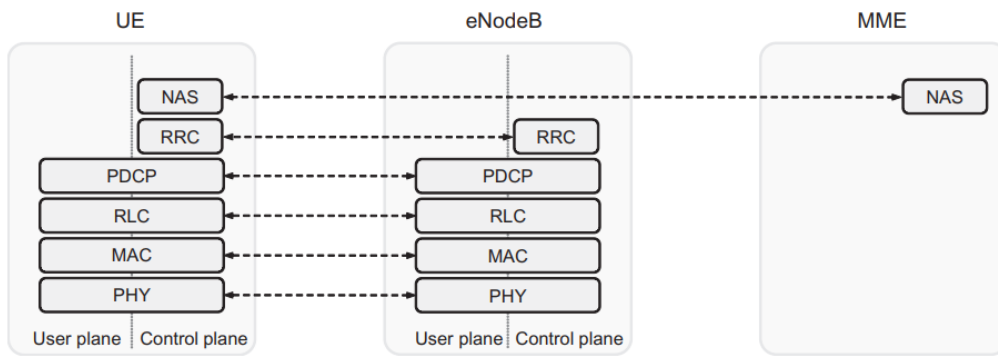 UE eNodeB MME
NAS NAS
RRC RRC
PDCP PDCP
RLC RLC
MAC MAC
PHY PHY
User plane Control plane User plane Control plane